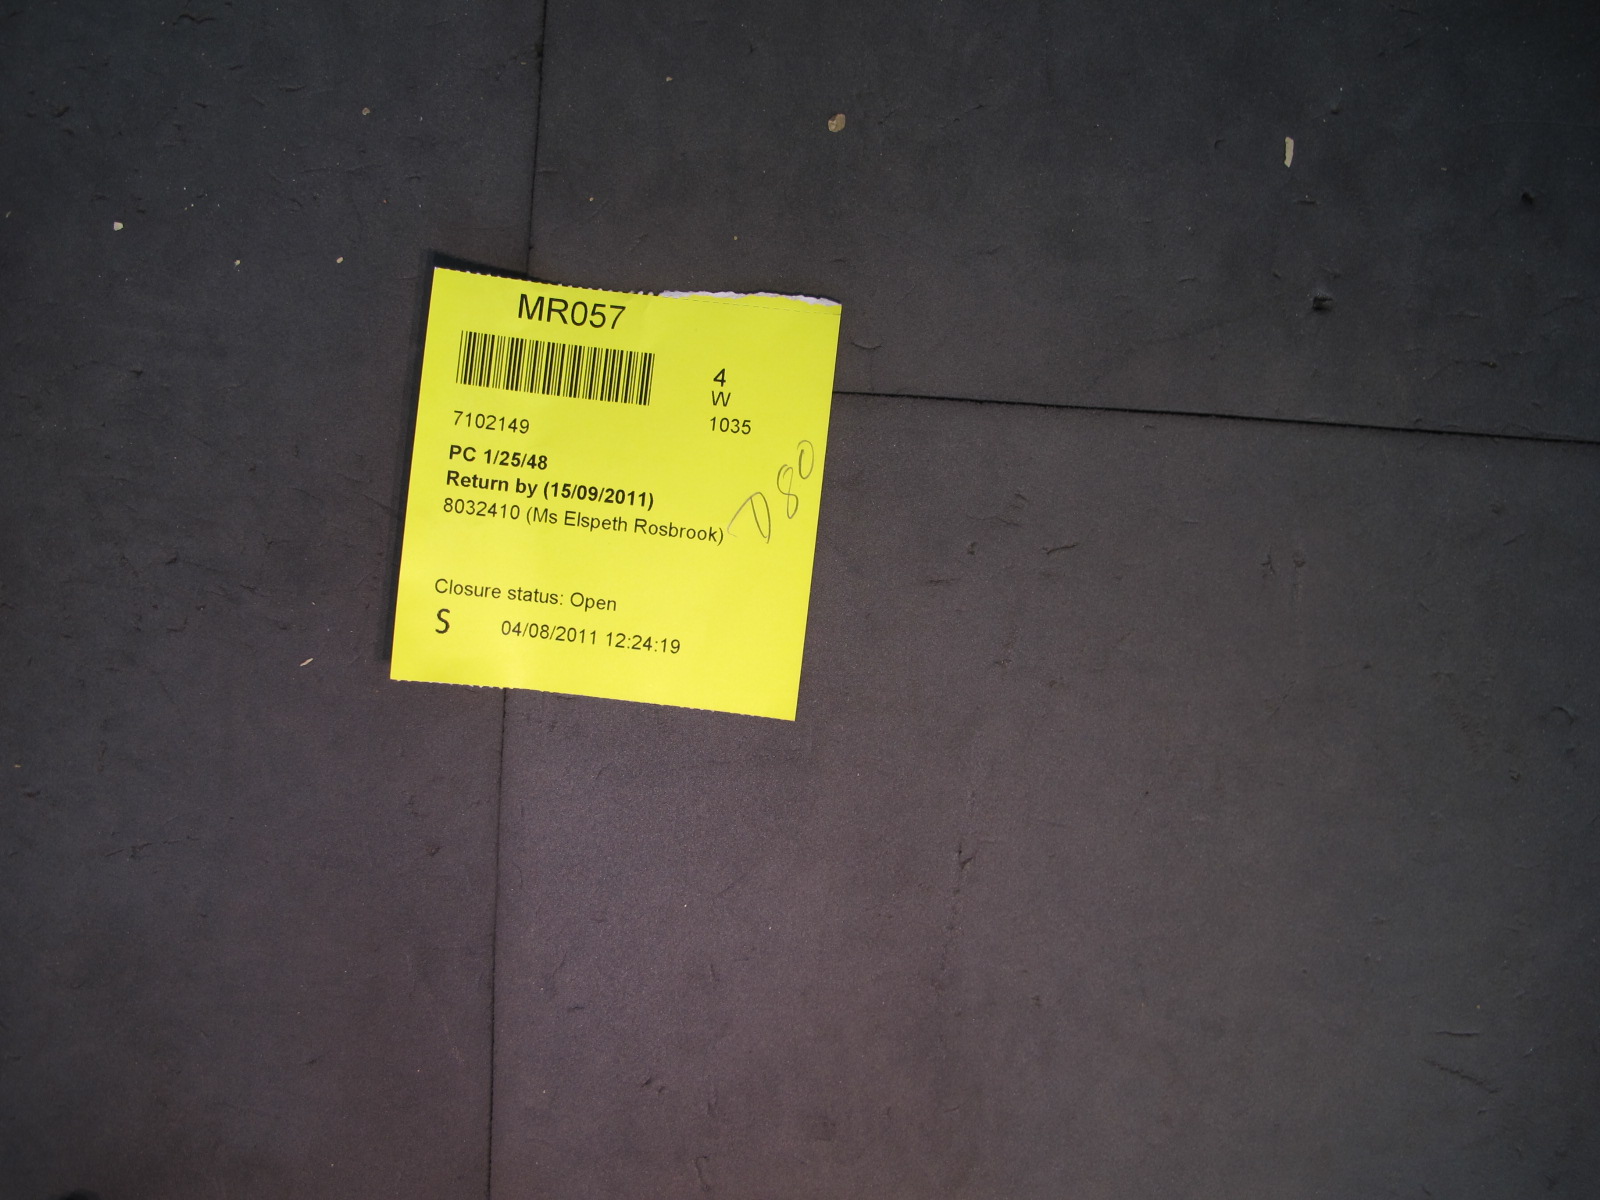 MR057
4
W
7102149
1035
PC 1/25/48
Return by (15/09/2011)
8032410 (Ms Elspeth Rosbrook)
D80
Closure status: Open
S 04/08/2011 12:24:19